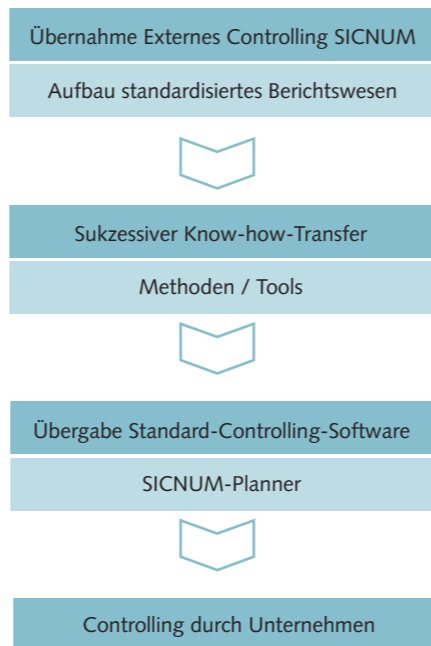 Übernahme Externes Controlling SICNUM
Aufbau standardisiertes Berichtswesen
Sukzessiver Know-how-Transfer
Methoden / Tools
Übergabe Standard-Controlling-Software
SICNUM-Planner
Controlling durch Unternehmen